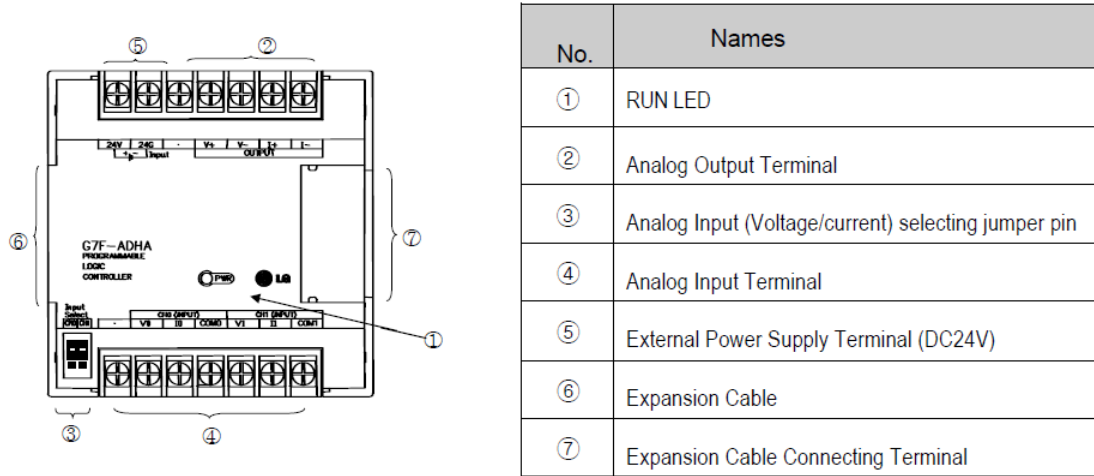 ⑤ ②
24V 24G · V+ V- I+ I-
+ - Input OUTPUT
⑥ ⑦
G7F-ADHA
PROGRAMMABLE
LOGIC
CONTROLLER
PWR LG
Input
Select
CH0 (INPUT) CH1 (INPUT)
· V0 I0 COM0 V1 I1 COM1
①
③ ④
No. Names
① RUN LED
② Analog Output Terminal
③ Analog Input (Voltage/current) selecting jumper pin
④ Analog Input Terminal
⑤ External Power Supply Terminal (DC24V)
⑥ Expansion Cable
⑦ Expansion Cable Connecting Terminal